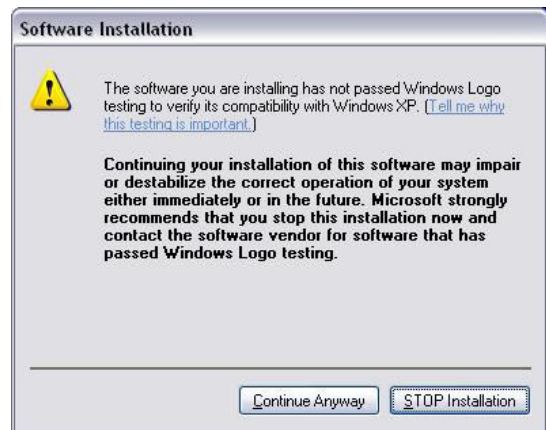 Software Installation
The software you are installing has not passed Windows Logo
testing to verify its compatibility with Windows XP. (Tell me why
this testing is important.)
Continuing your installation of this software may impair
or destabilize the correct operation of your system
either immediately or in the future. Microsoft strongly
recommends that you stop this installation now and
contact the software vendor for software that has
passed Windows Logo testing.
Continue Anyway
STOP Installation